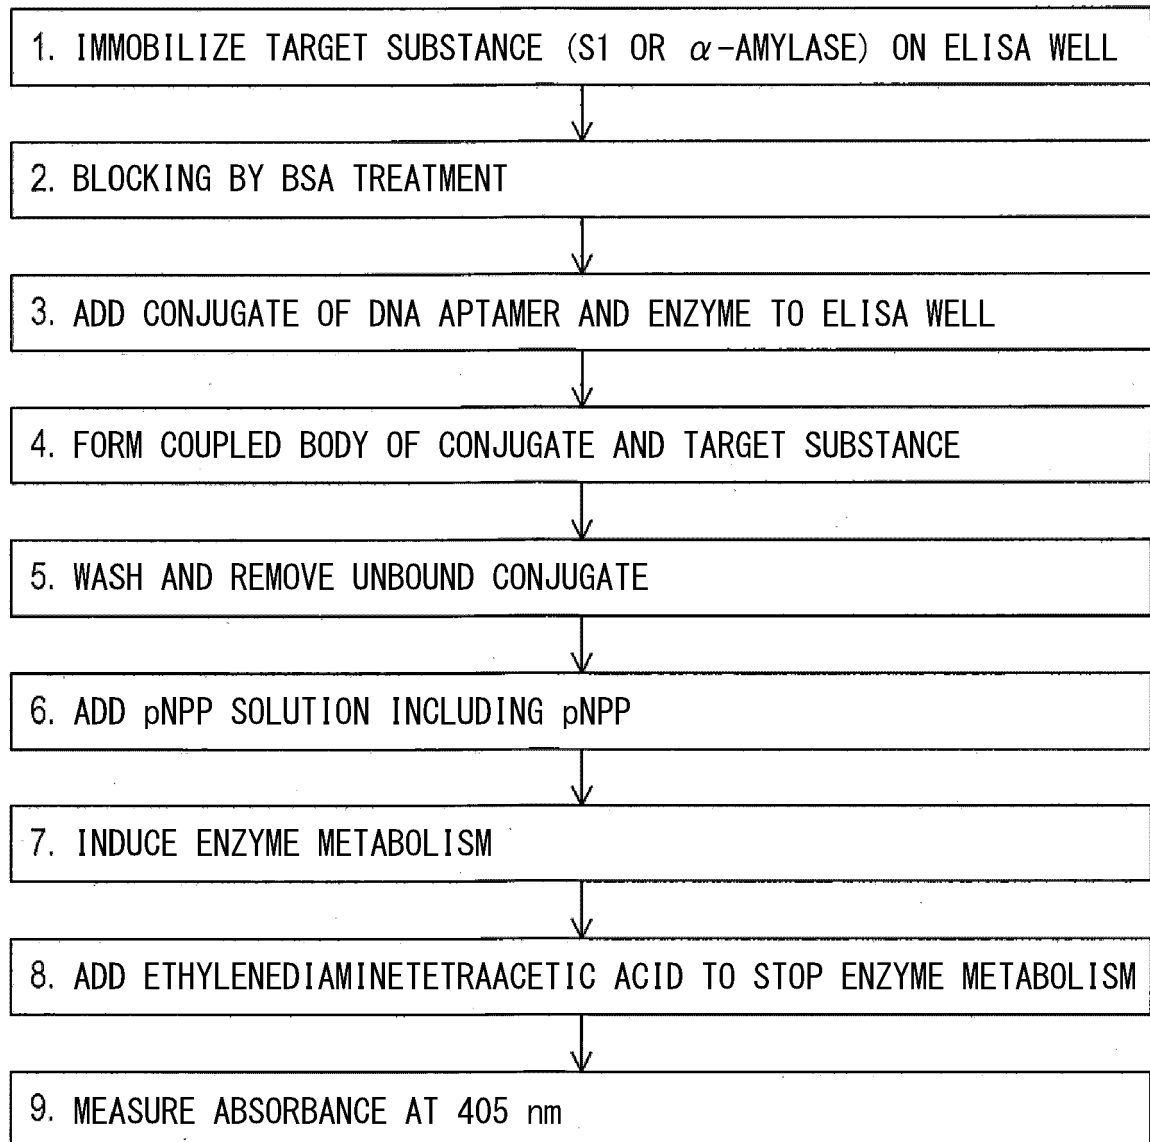 1. IMMOBILIZE TARGET SUBSTANCE (S1 OR α-AMYLASE) ON ELISA WELL
2. BLOCKING BY BSA TREATMENT
3. ADD CONJUGATE OF DNA APTAMER AND ENZYME TO ELISA WELL
4. FORM COUPLED BODY OF CONJUGATE AND TARGET SUBSTANCE
5. WASH AND REMOVE UNBOUND CONJUGATE
6. ADD pNPP SOLUTION INCLUDING pNPP
7. INDUCE ENZYME METABOLISM
8. ADD ETHYLENEDIAMINETETRAACETIC ACID TO STOP ENZYME METABOLISM
9. MEASURE ABSORBANCE AT 405 nm